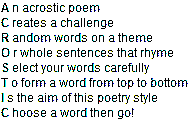 A n acrostic poem
C reates a challenge
R andom words on a theme
O r whole sentences that rhyme
S elect your words carefully
T o form a word from top to bottom
I s the aim of this poetry style
C hoose a word then go!